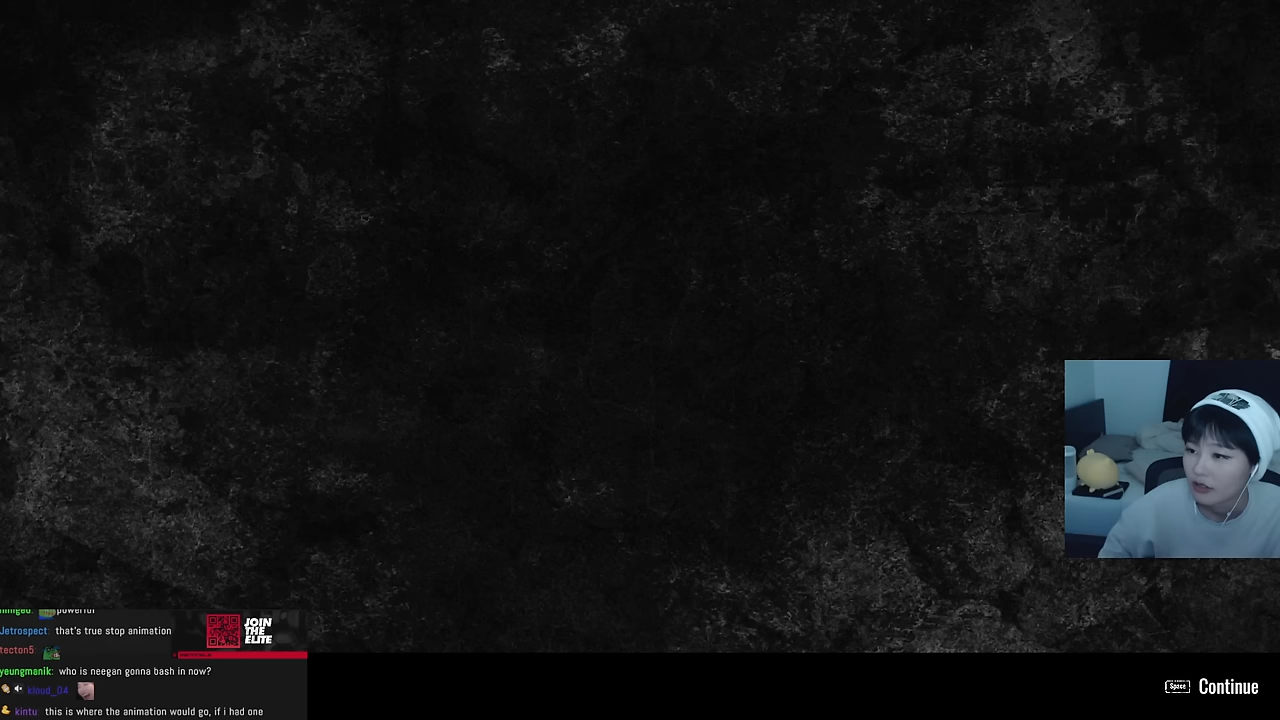 powerful
Jetrospect: that's true stop animation
tecton5:
yeungmanik: who is neegan gonna bash in now?
kloud_04
kintu: this is where the animation would go, if i had one
JOIN
THE
ELITE
Space Continue